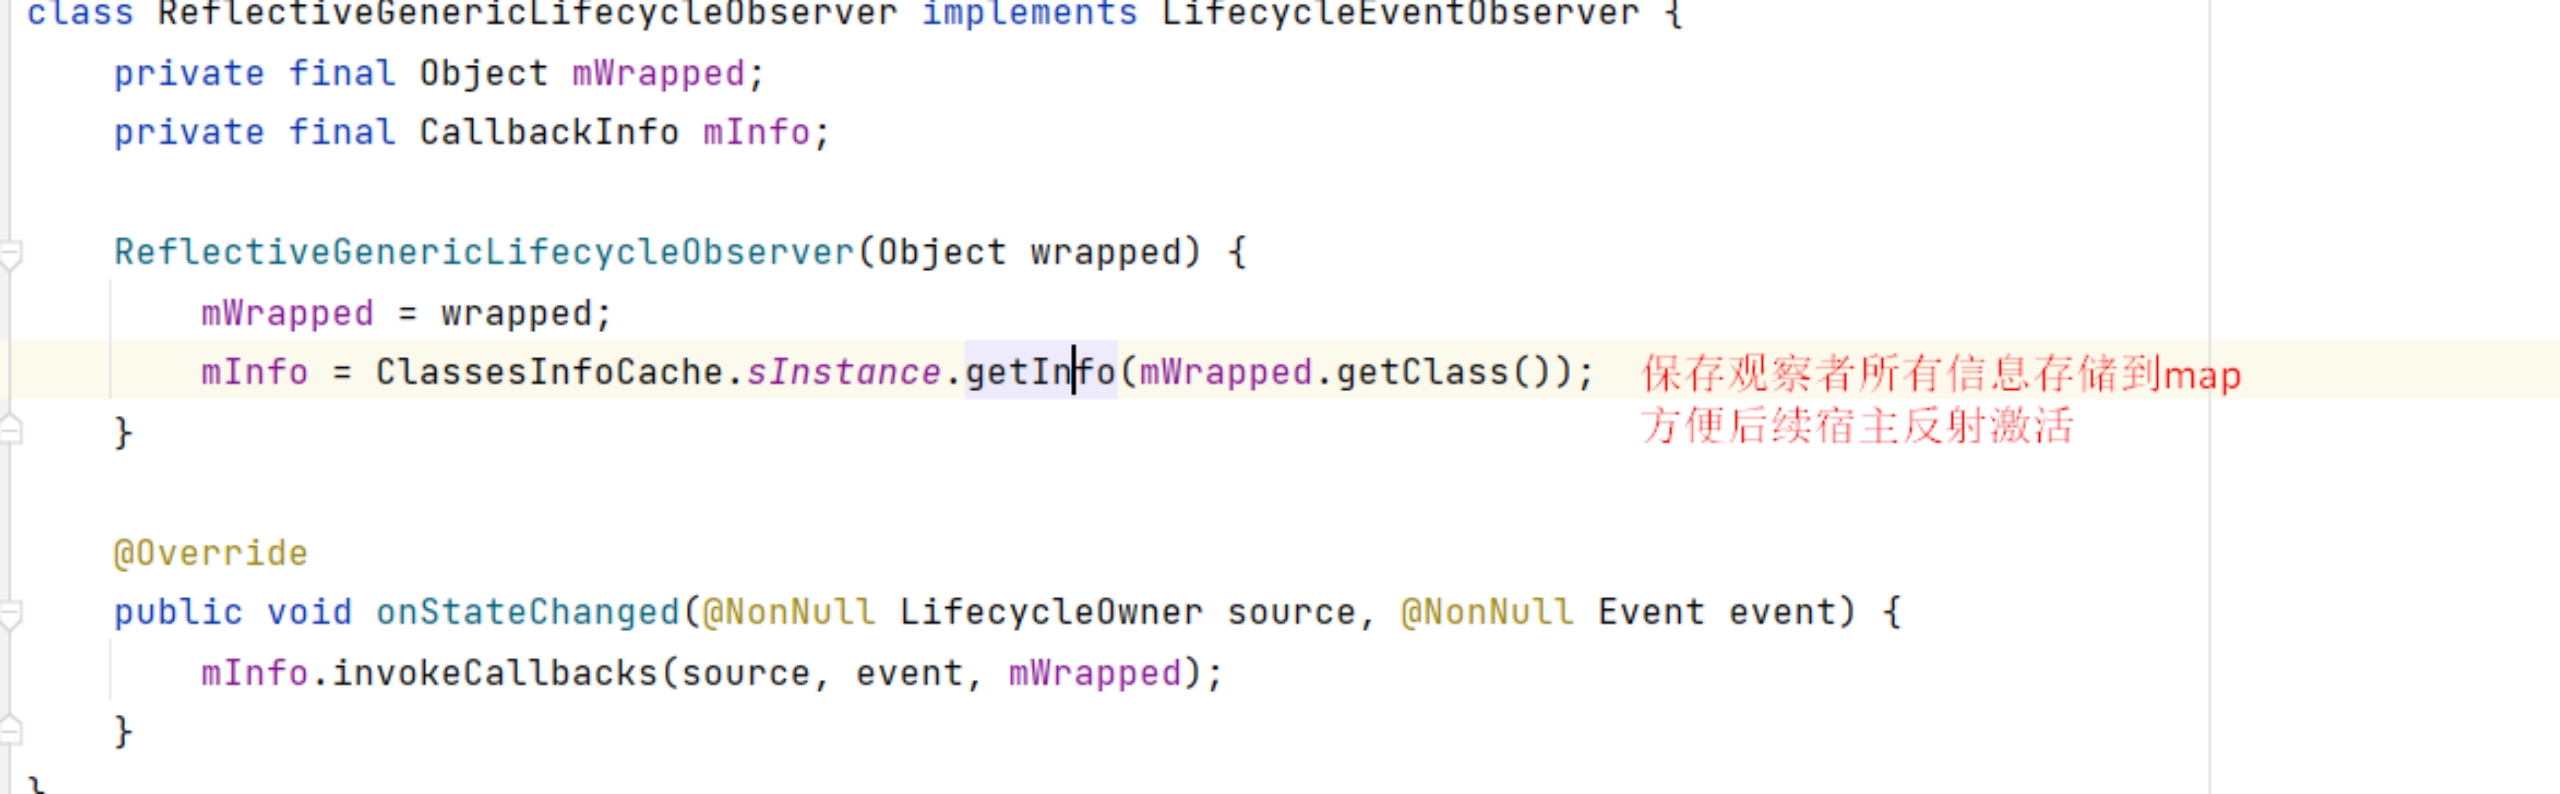 class ReflectiveGenericLifecycleObserver implements LifecycleEventObserver {
private final Object mWrapped;
private final CallbackInfo mInfo;
ReflectiveGenericLifecycleObserver(Object wrapped) {
mWrapped = wrapped;
mInfo = ClassesInfoCache.sInstance.getInfo(mWrapped.getClass()); 保存观察者所有信息存储到map
方便后续宿主反射激活
}
@Override
public void onStateChanged(@NonNull LifecycleOwner source, @NonNull Event event) {
mInfo.invokeCallbacks(source, event, mWrapped);
}
}